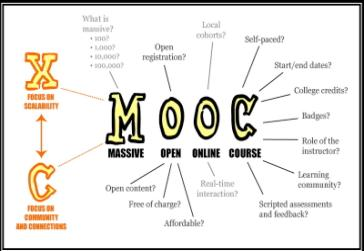 What is
massive?
• 100?
• 1,000?
• 10,000?
• 100,000?
Open
registration?
Local
cohorts?
Self-paced?
Start/end dates?
College credits?
Badges?
Role of the
instructor?
Learning
community?
Scripted assessments
and feedback?
X
FOCUS ON
SCALABILITY
MOOC
MASSIVE OPEN ONLINE COURSE
C
FOCUS ON
COMMUNITY
AND CONNECTIONS
Open content?
Free of charge?
Affordable?
Real-time
interaction?